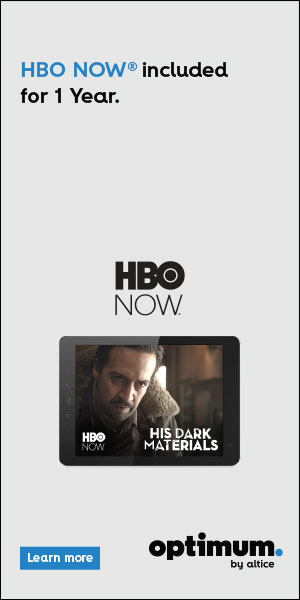 HBO NOW® included
for 1 Year.
HBO
NOW.
HBO
NOW
HIS DARK
MATERIALS
Learn more
optimum.
by altice